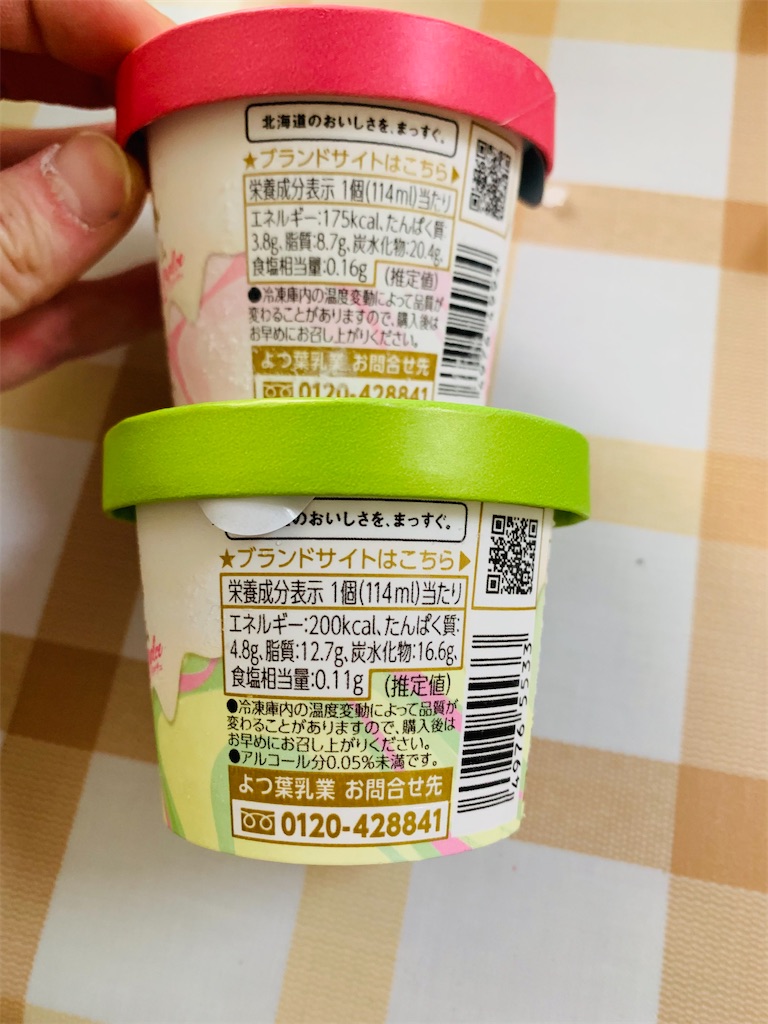 北海道のおいしさを、まっすぐ。
★ブランドサイトはこちら▶
栄養成分表示 1個(114ml)当たり
エネルギー:175kcal、たんぱく質:
3.8g、脂質:8.7g、炭水化物:20.4g、
食塩相当量:0.16g (推定値)
●冷凍庫内の温度変動によって品質が
変わることがありますので、購入後は
お早めにお召し上がりください。
よつ葉乳業 お問合せ先
0120-428841
のおいしさを、まっすぐ。
★ブランドサイトはこちら▶
栄養成分表示 1個(114ml)当たり
エネルギー:200kcal、たんぱく質:
4.8g、脂質:12.7g、炭水化物:16.6g、
食塩相当量:0.11g (推定値)
●冷凍庫内の温度変動によって品質が
変わることがありますので、購入後は
お早めにお召し上がりください。
●アルコール分0.05%未満です。
よつ葉乳業 お問合せ先
0120-428841
4976 5533